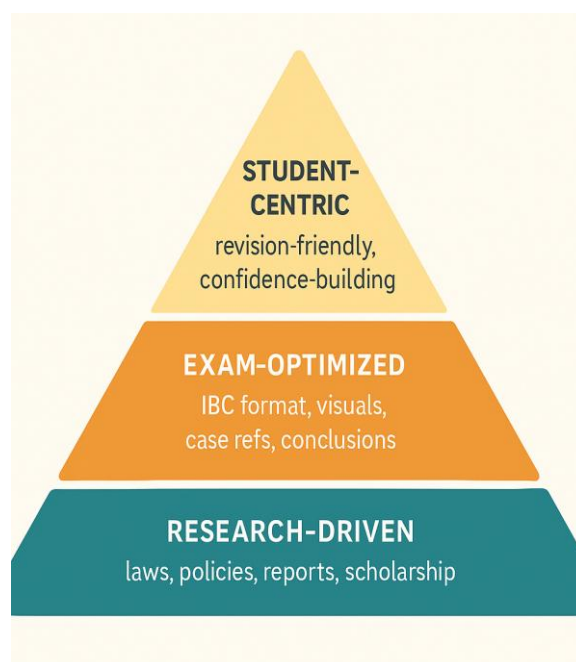 STUDENT-
CENTRIC
revision-friendly,
confidence-building
EXAM-OPTIMIZED
IBC format, visuals,
case refs, conclusions
RESEARCH-DRIVEN
laws, policies, reports, scholarship